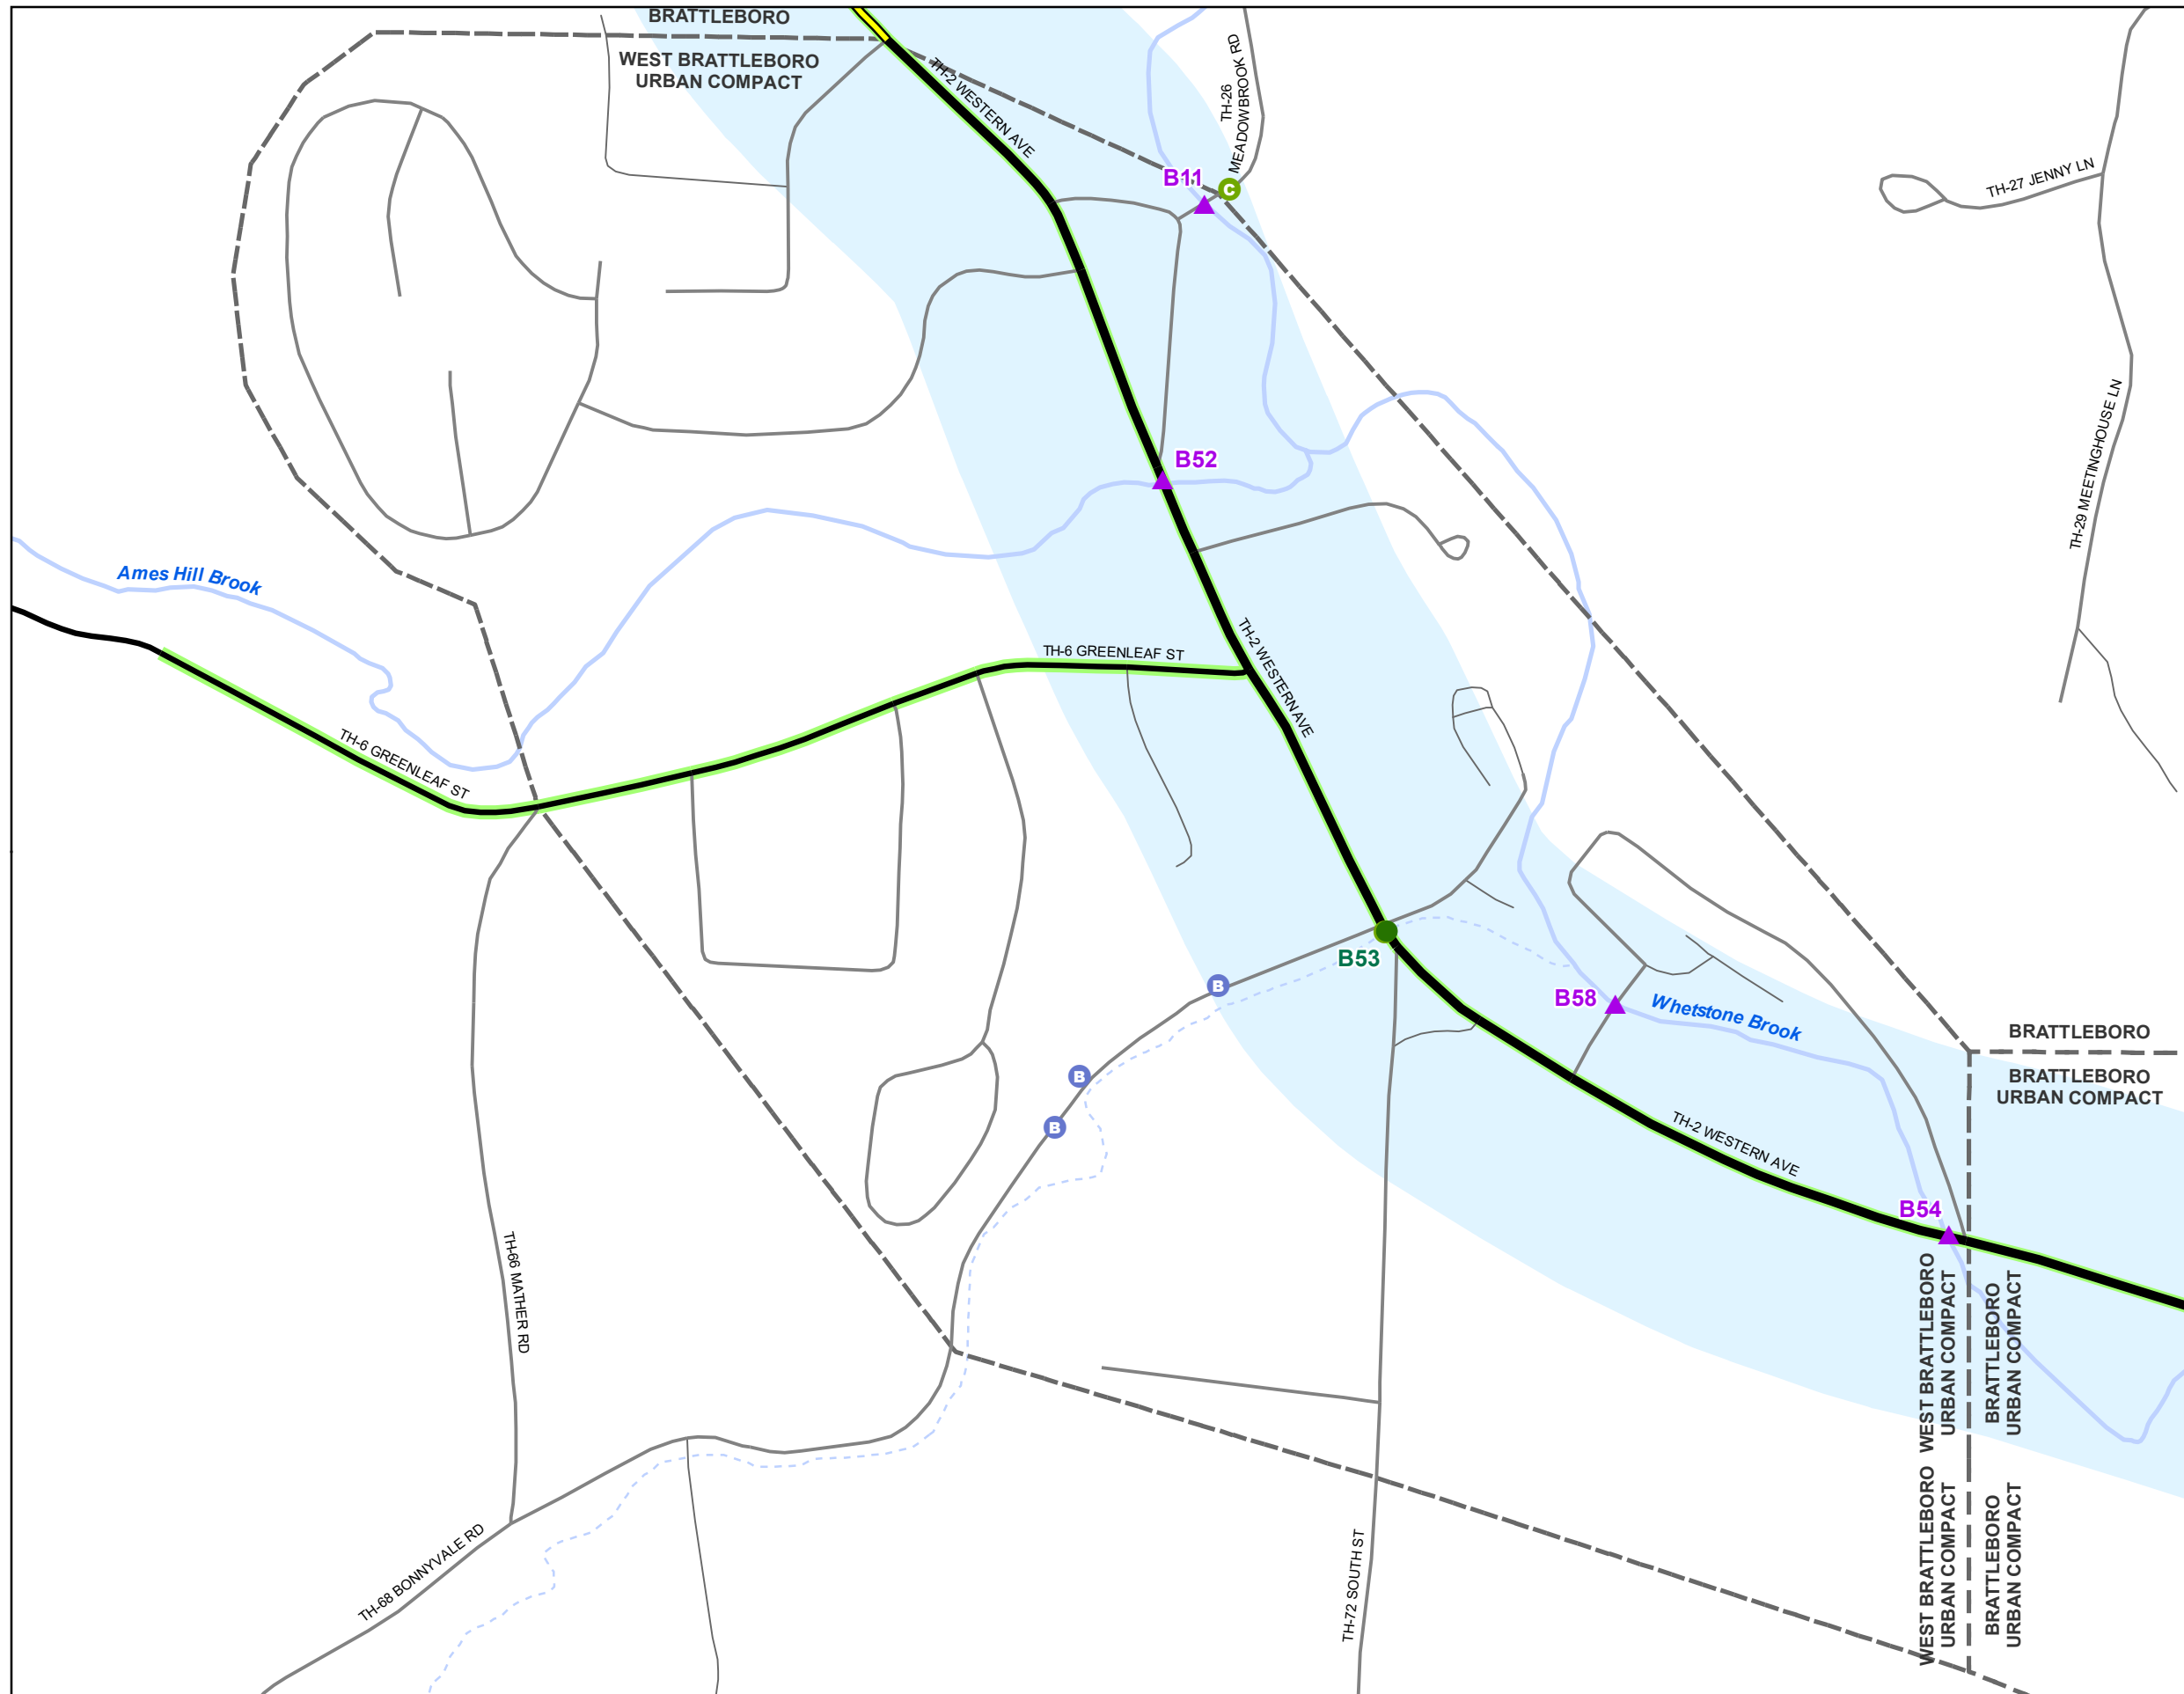 BRATTLEBORO
WEST BRATTLEBORO
URBAN COMPACT
TH-2 WESTERN AVE
TH-26
MEADOWBROOK RD
B11
C
TH-27 JENNY LN
TH-29 MEETINGHOUSE LN
B52
Ames Hill Brook
TH-6 GREENLEAF ST
TH-2 WESTERN AVE
TH-6 GREENLEAF ST
B53
B
B58
Whetstone Brook
BRATTLEBORO
BRATTLEBORO
URBAN COMPACT
B
B
TH-2 WESTERN AVE
B54
TH-66 MATHER RD
WEST BRATTLEBORO
URBAN COMPACT
BRATTLEBORO
URBAN COMPACT
WEST BRATTLEBORO
URBAN COMPACT
BRATTLEBORO
URBAN COMPACT
TH-68 BONNYVALE RD
TH-72 SOUTH ST